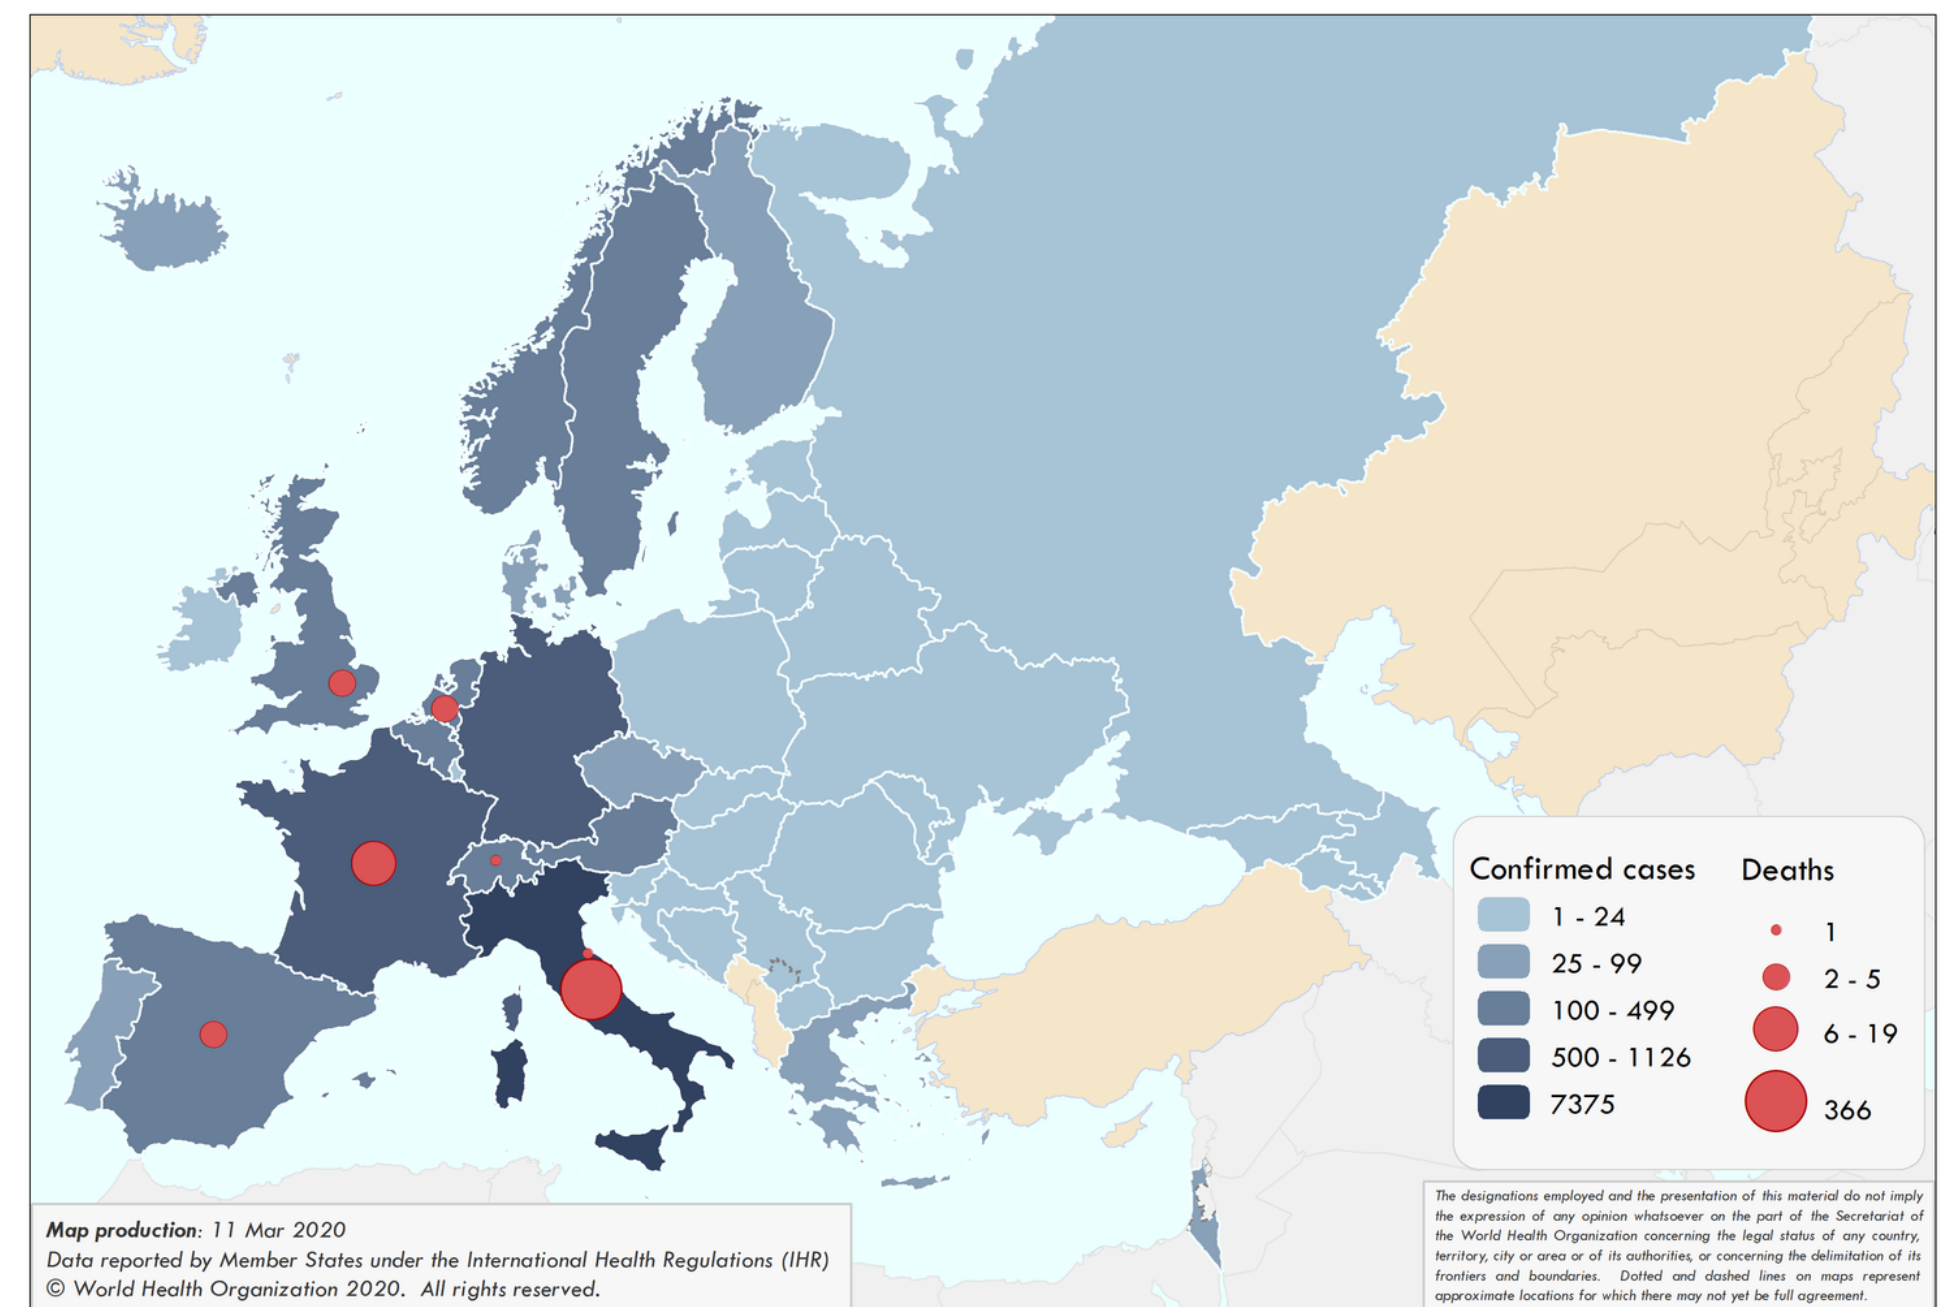 Confirmed cases
1 - 24
25 - 99
100 - 499
500 - 1126
7375
Deaths
1
2 - 5
6 - 19
366
Map production: 11 Mar 2020
Data reported by Member States under the International Health Regulations (IHR)
© World Health Organization 2020. All rights reserved.
The designations employed and the presentation of this material do not imply
the expression of any opinion whatsoever on the part of the Secretariat of
the World Health Organization concerning the legal status of any country,
territory, city or area or of its authorities, or concerning the delimitation of its
frontiers and boundaries. Dotted and dashed lines on maps represent
approximate locations for which there may not yet be full agreement.